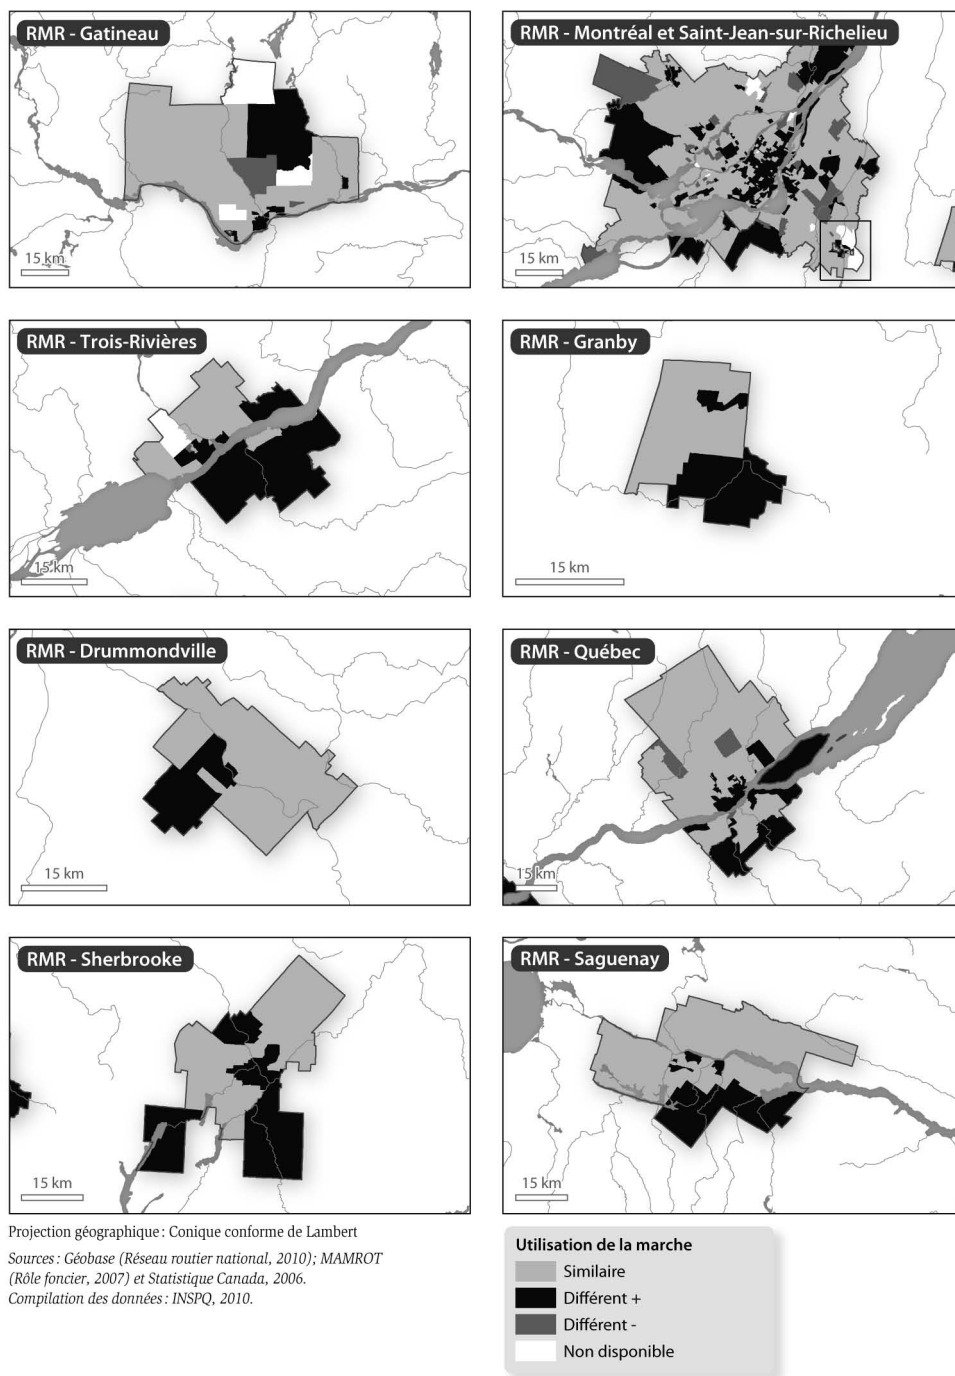 RMR - Gatineau
15 km
RMR - Montréal et Saint-Jean-sur-Richelieu
15 km
RMR - Trois-Rivières
15 km
RMR - Granby
15 km
RMR - Drummondville
15 km
RMR - Québec
15 km
RMR - Sherbrooke
15 km
RMR - Saguenay
15 km
Projection géographique : Conique conforme de Lambert
Sources : Géobase (Réseau routier national, 2010); MAMROT
(Rôle foncier, 2007) et Statistique Canada, 2006.
Compilation des données : INSPQ, 2010.
Utilisation de la marche
Similaire
Différent +
Différent -
Non disponible